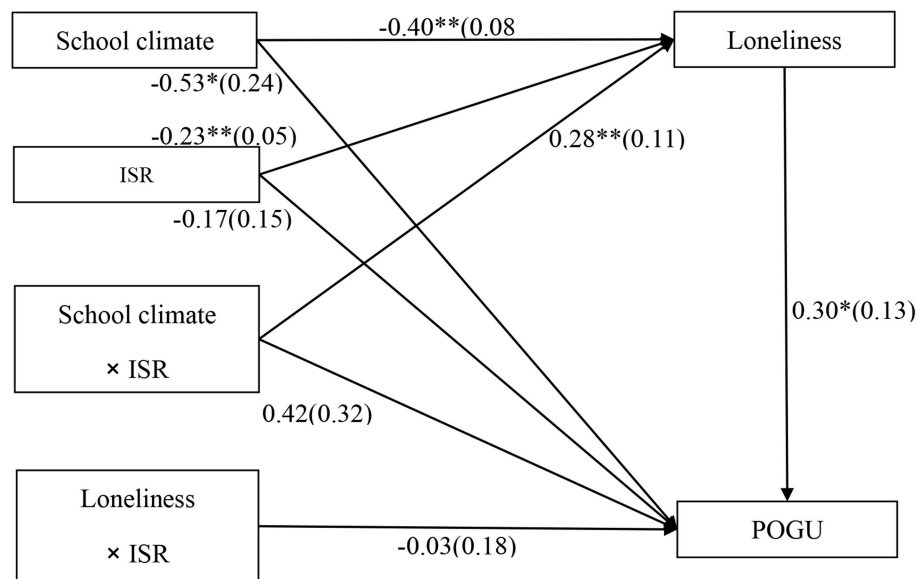 School climate
-0.40**(0.08
Loneliness
-0.53*(0.24)
-0.23**(0.05)
0.28**(0.11)
ISR
-0.17(0.15)
School climate
× ISR
0.30*(0.13)
0.42(0.32)
Loneliness
× ISR
-0.03(0.18)
POGU